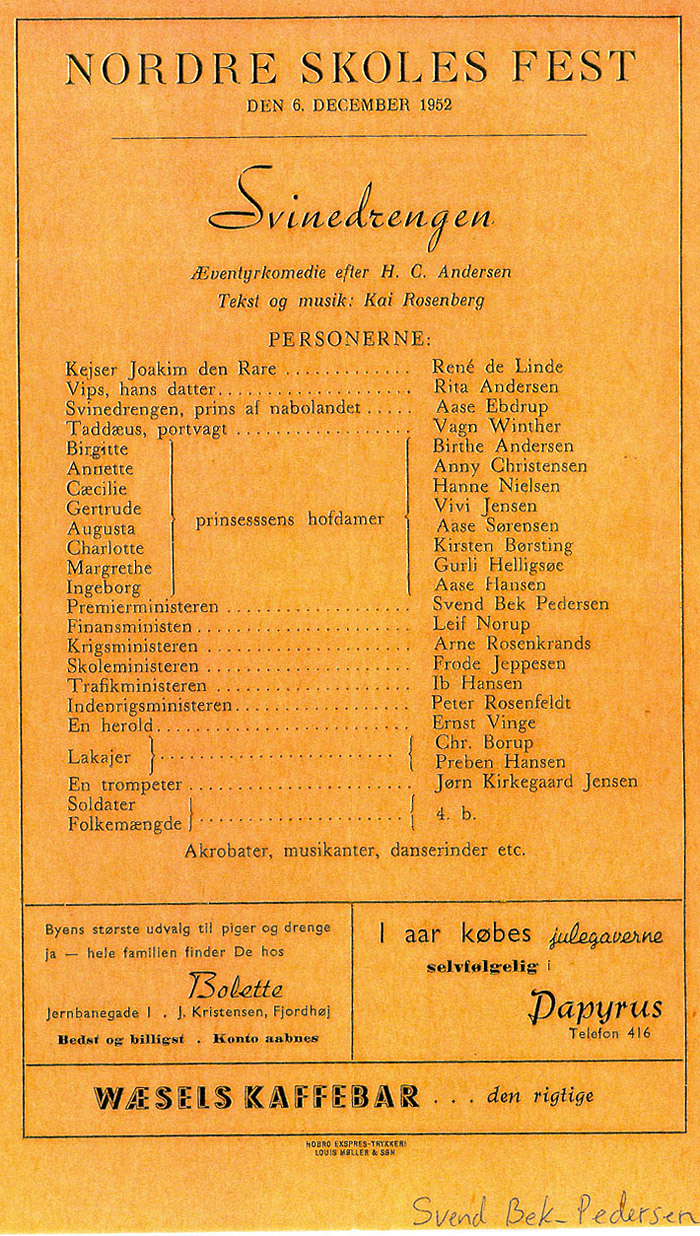 NORDRE SKOLES FEST
DEN 6. DECEMBER 1952
Svinedrengen
Æventyrkomedie efter H. C. Andersen
Tekst og musik: Kai Rosenberg
PERSONERNE:
Kejser Joakim den Rare ............. René de Linde
Vips, hans datter...................... Rita Andersen
Svinedrengen, prins af nabolandet ..... Aase Ebdrup
Taddæus, portvagt .................... Vagn Winther
Birgitte Birthe Andersen
Annette Anny Christensen
Cæcilie Hanne Nielsen
Gertrude Vivi Jensen
prinsesssens hofdamer
Augusta Aase Sørensen
Charlotte Kirsten Børsting
Margrethe Gurli Helligsøe
Ingeborg Aase Hansen
Premierministeren ..................... Svend Bek Pedersen
Finansministen ........................ Leif Norup
Krigsministeren ........................ Arne Rosenkrands
Skoleministeren ....................... Frode Jeppesen
Trafikministeren ....................... Ib Hansen
Indenrigsministeren.................... Peter Rosenfeldt
En herold............................. Ernst Vinge
Lakajer } ........................... { Chr. Borup
Preben Hansen
En trompeter ......................... Jørn Kirkegaard Jensen
Soldater
Folkemængde } ....................... { 4. b.
Akrobater, musikanter, danserinder etc.
Byens største udvalg til piger og drenge
ja — hele familien finder De hos
Bolette
Jernbanegade 1 . J. Kristensen, Fjordhøj
Bedst og billigst . Konto aabnes
I aar købes julegaverne
selvfølgelig i
Papyrus
Telefon 416
WÆSELS KAFFEBAR . . . den rigtige
HOBRO EKSPRES-TRYKKERI
LOUIS MØLLER & SØN
Svend Bek-Pedersen